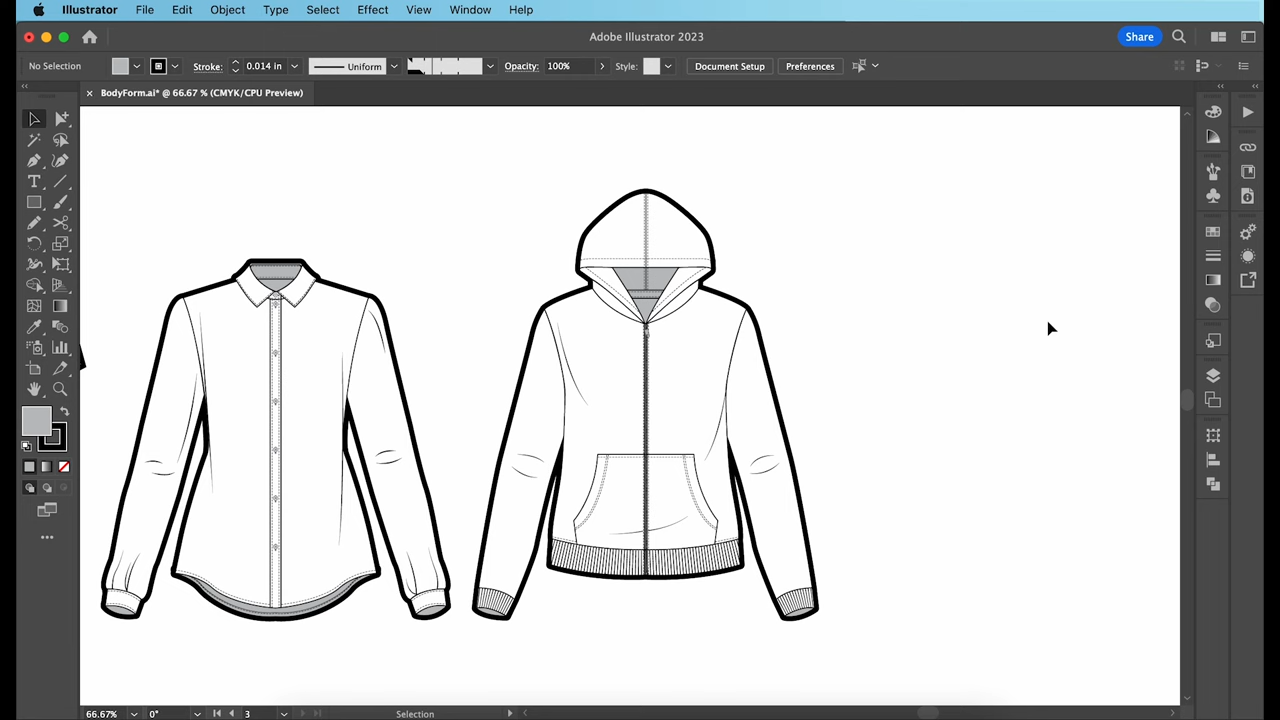 Illustrator File Edit Object Type Select Effect View Window Help
Adobe Illustrator 2023
Share
No Selection Stroke: 0.014 in Uniform Opacity: 100% Style: Document Setup Preferences
BodyForm.ai* @ 66.67 % (CMYK/CPU Preview)
66.67% 0° 3 Selection